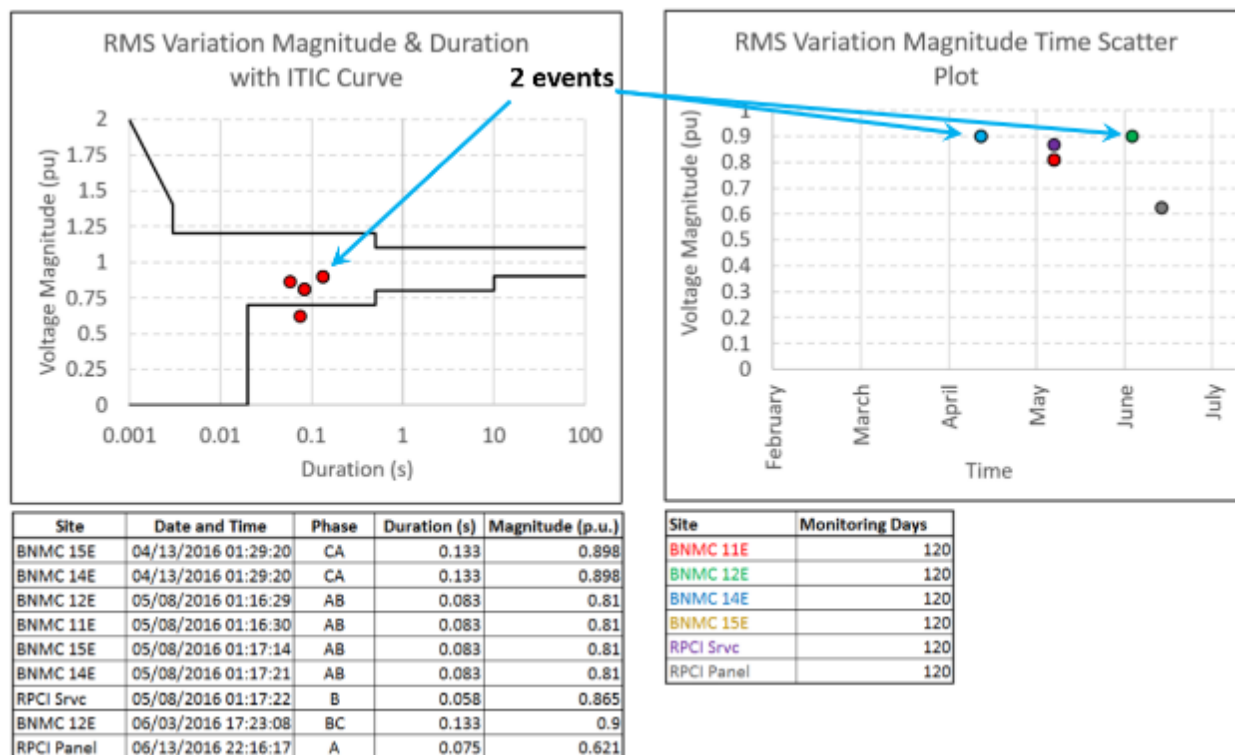 RMS Variation Magnitude & Duration
with ITIC Curve
2 events
Voltage Magnitude (pu)
2
1.75
1.5
1.25
1
0.75
0.5
0.25
0
0.001 0.01 0.1 1 10 100
Duration (s)
RMS Variation Magnitude Time Scatter
Plot
Voltage Magnitude (pu)
1
0.9
0.8
0.7
0.6
0.5
0.4
0.3
0.2
0.1
0
February March April May June July
Time
Site Date and Time Phase Duration (s) Magnitude (p.u.)
BNMC 15E 04/13/2016 01:29:20 CA 0.133 0.898
BNMC 14E 04/13/2016 01:29:20 CA 0.133 0.898
BNMC 12E 05/08/2016 01:16:29 AB 0.083 0.81
BNMC 11E 05/08/2016 01:16:30 AB 0.083 0.81
BNMC 15E 05/08/2016 01:17:14 AB 0.083 0.81
BNMC 14E 05/08/2016 01:17:21 AB 0.083 0.81
RPCI Srvc 05/08/2016 01:17:22 B 0.058 0.865
BNMC 12E 06/03/2016 17:23:08 BC 0.133 0.9
RPCI Panel 06/13/2016 22:16:17 A 0.075 0.621
Site Monitoring Days
BNMC 11E 120
BNMC 12E 120
BNMC 14E 120
BNMC 15E 120
RPCI Srvc 120
RPCI Panel 120